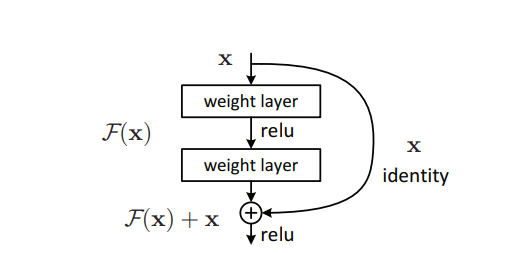 x
weight layer
relu
F(x)
weight layer
x
identity
F(x) + x
+
relu